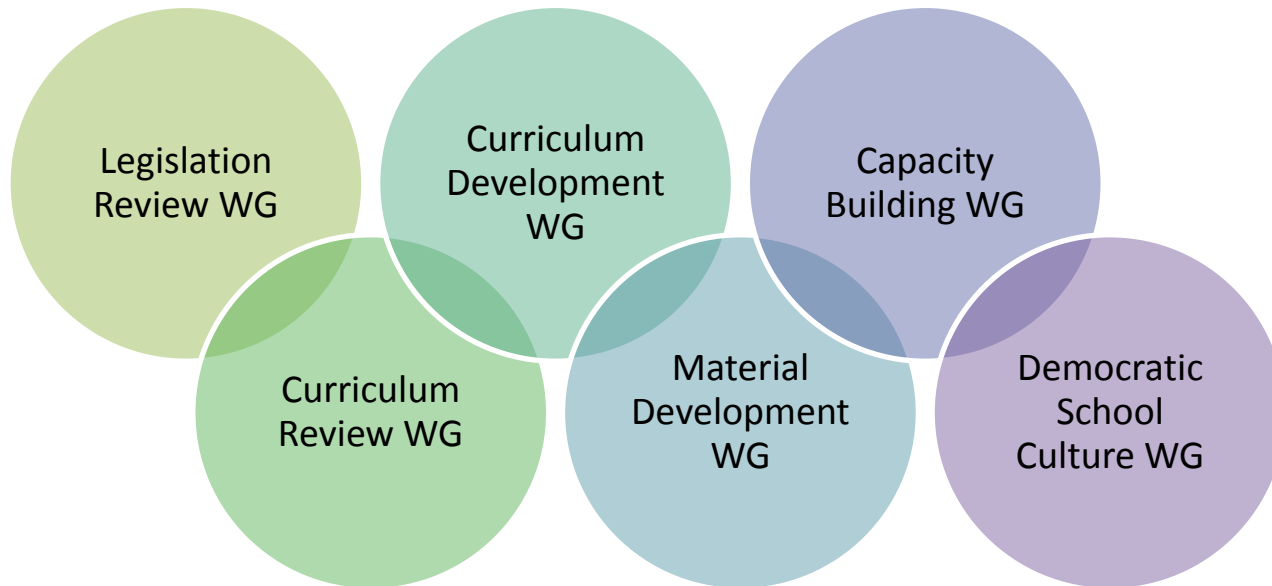 Legislation
Review WG
Curriculum
Development
WG
Capacity
Building WG
Curriculum
Review WG
Material
Development
WG
Democratic
School
Culture WG